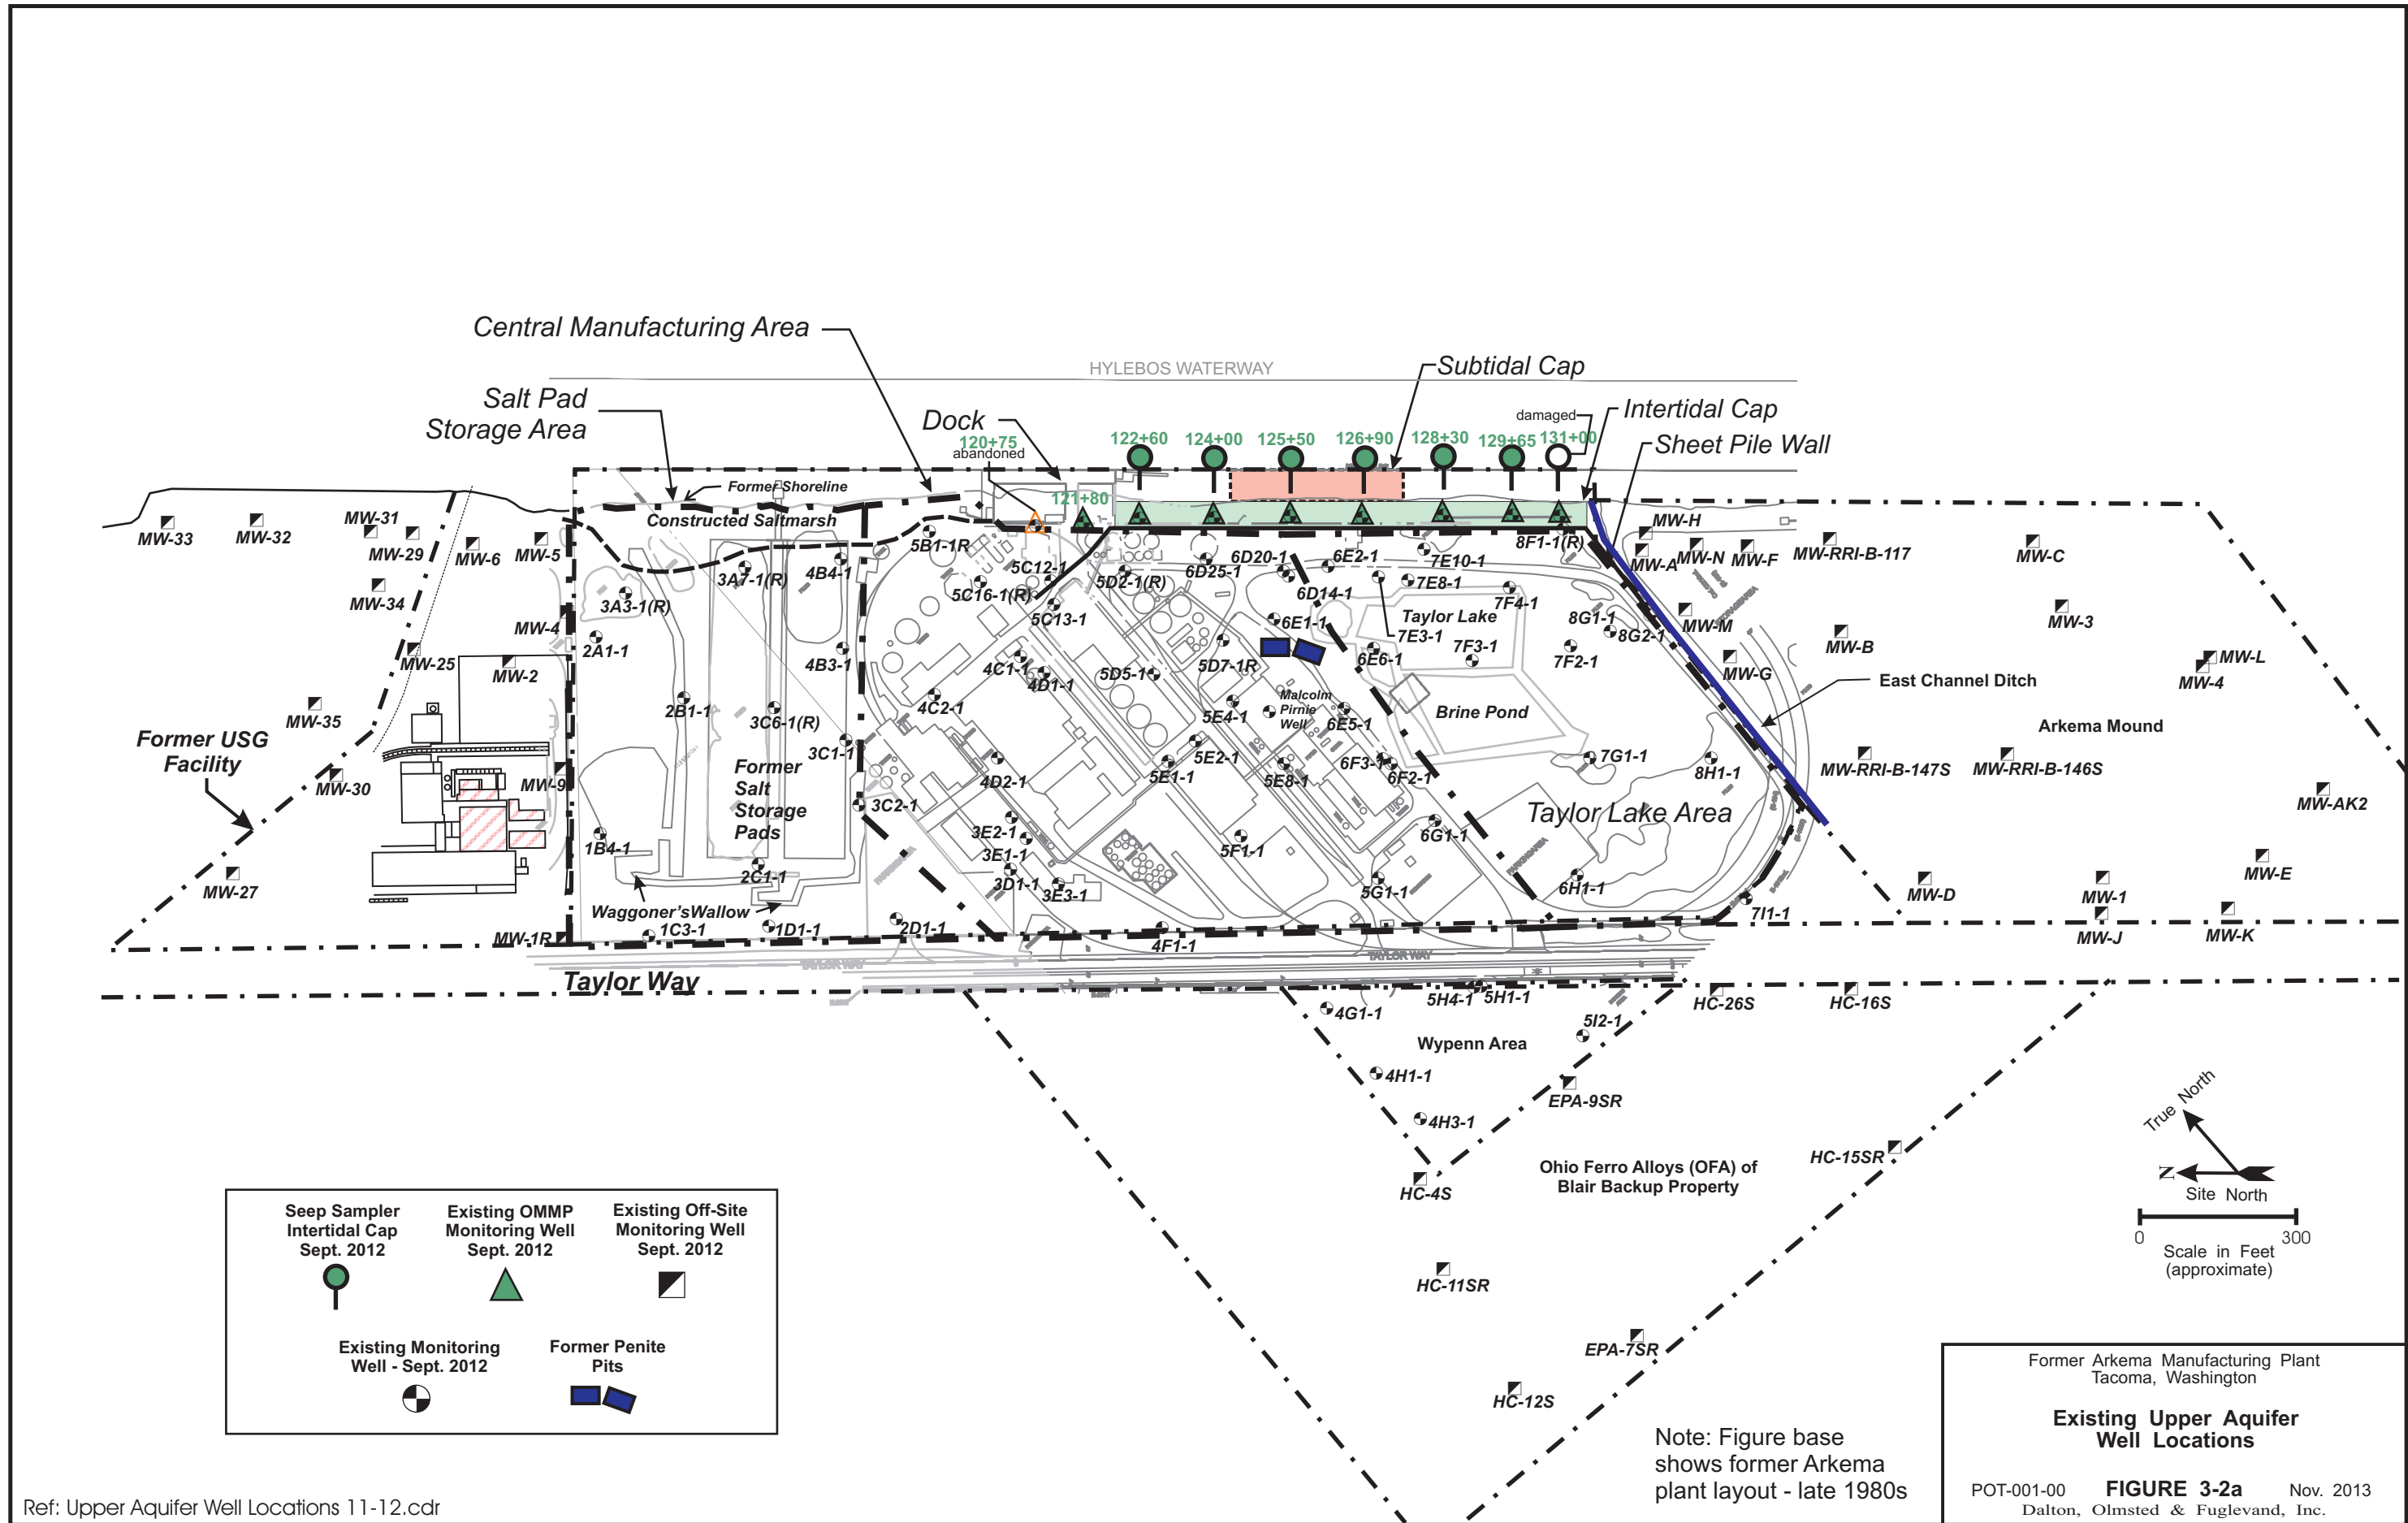 Central Manufacturing Area
HYLEBOS WATERWAY
Subtidal Cap
Salt Pad
Storage Area
Dock
damaged
Intertidal Cap
Sheet Pile Wall
120+75
abandoned
122+60
124+00
125+50
126+90
128+30
129+65
131+00
121+80
Former Shoreline
Constructed Saltmarsh
MW-33
MW-32
MW-31
MW-29
MW-6
MW-5
MW-34
MW-4
MW-25
MW-2
MW-35
Former USG
Facility
MW-30
MW-9
MW-27
MW-1R
5B1-1R
3A7-1(R)
4B4-1
3A3-1(R)
2A1-1
4B3-1
2B1-1
3C6-1(R)
3C1-1
Former
Salt
Storage
Pads
3C2-1
1B4-1
2C1-1
Waggoner'sWallow
1C3-1
1D1-1
2D1-1
5C12-1
5C16-1(R)
5C13-1
5D2-1(R)
6D25-1
6D20-1
6D14-1
6E2-1
7E10-1
7E8-1
8F1-1(R)
7F4-1
Taylor Lake
7E3-1
6E1-1
6E6-1
7F3-1
7F2-1
8G1-1
8G2-1
4C1-1
4D1-1
5D5-1
5D7-1R
4C2-1
5E4-1
Malcolm
Pirnie
Well
6E5-1
Brine Pond
4D2-1
5E2-1
5E1-1
5E8-1
6F3-1
6F2-1
7G1-1
8H1-1
Taylor Lake Area
3E2-1
3E1-1
3D1-1
3E3-1
5F1-1
6G1-1
5G1-1
6H1-1
7I1-1
4F1-1
MW-H
MW-A
MW-N
MW-F
MW-RRI-B-117
MW-C
MW-M
MW-3
MW-B
MW-G
MW-L
MW-4
East Channel Ditch
Arkema Mound
MW-RRI-B-147S
MW-RRI-B-146S
MW-AK2
MW-E
MW-D
MW-1
MW-J
MW-K
TAYLOR WAY
TAYLOR WAY
Taylor Way
5H4-1
5H1-1
4G1-1
5I2-1
HC-26S
HC-16S
Wypenn Area
4H1-1
EPA-9SR
4H3-1
HC-4S
Ohio Ferro Alloys (OFA) of
Blair Backup Property
HC-15SR
HC-11SR
EPA-7SR
HC-12S
True North
N
Site North
0
300
Scale in Feet
(approximate)
Seep Sampler
Intertidal Cap
Sept. 2012
Existing OMMP
Monitoring Well
Sept. 2012
Existing Off-Site
Monitoring Well
Sept. 2012
Existing Monitoring
Well - Sept. 2012
Former Penite
Pits
Note: Figure base
shows former Arkema
plant layout - late 1980s
Former Arkema Manufacturing Plant
Tacoma, Washington
Existing Upper Aquifer
Well Locations
POT-001-00 FIGURE 3-2a Nov. 2013
Dalton, Olmsted & Fuglevand, Inc.
Ref: Upper Aquifer Well Locations 11-12.cdr